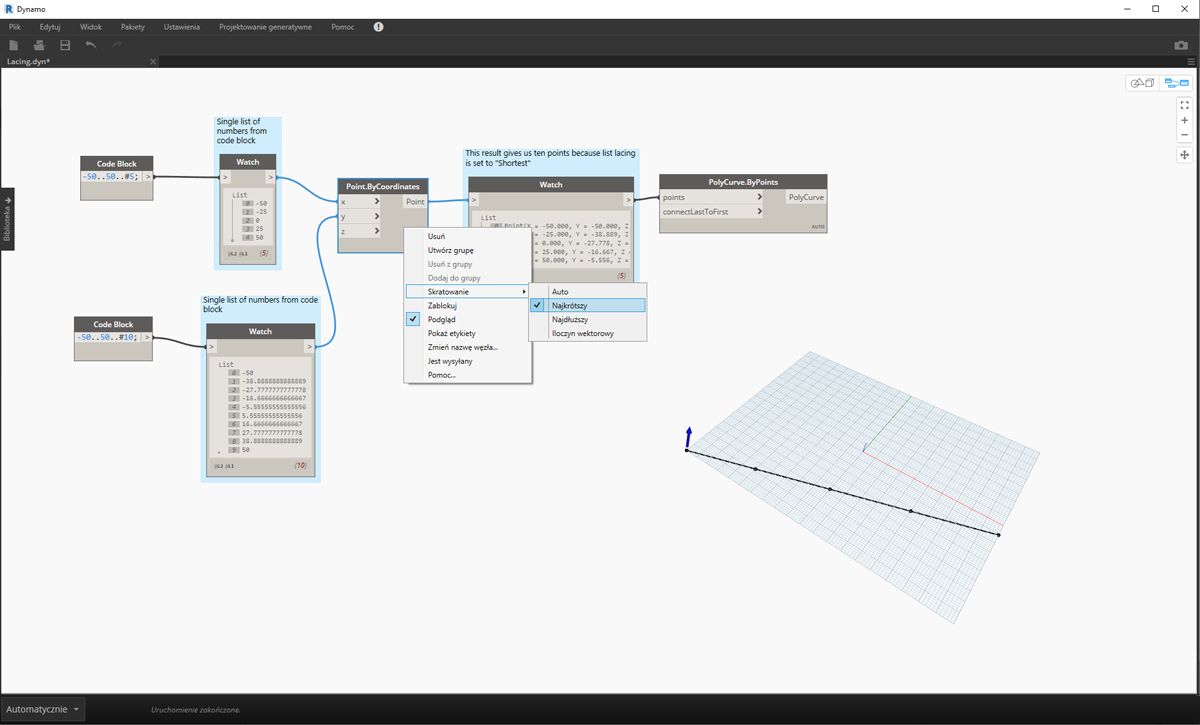 Dynamo
Plik Edytuj Widok Pakiety Ustawienia Projektowanie generatywne Pomoc
Lacing.dyn*
Biblioteka
Single list of
numbers from
code block
Code Block
-50..50..#5; >
Watch
> >
List
0 -50
1 -25
2 0
3 25
4 50
@L2 @L1 {5}
Single list of numbers from code
block
Code Block
-50..50..#10; >
Watch
> >
List
0 -50
1 -38.8888888888889
2 -27.7777777777778
3 -16.6666666666667
4 -5.55555555555556
5 5.55555555555556
6 16.6666666666667
7 27.7777777777778
8 38.8888888888889
9 50
@L2 @L1 {10}
Point.ByCoordinates
x > Point
y >
z >
This result gives us ten points because list lacing
is set to "Shortest"
Watch
> >
List
0 Point(X = -50.000, Y = -50.000, Z
= -25.000, Y = -38.889, Z
= 0.000, Y = -27.778, Z =
= 25.000, Y = -16.667, Z
= 50.000, Y = -5.556, Z =
{5}
PolyCurve.ByPoints
points > PolyCurve
connectLastToFirst >
AUTO
Usuń
Utwórz grupę
Usuń z grupy
Dodaj do grupy
Skratowanie
Zablokuj
Podgląd
Pokaż etykiety
Zmień nazwę węzła...
Jest wysyłany
Pomoc...
Auto
Najkrótszy
Najdłuższy
Iloczyn wektorowy
Automatycznie
Uruchomienie zakończone.